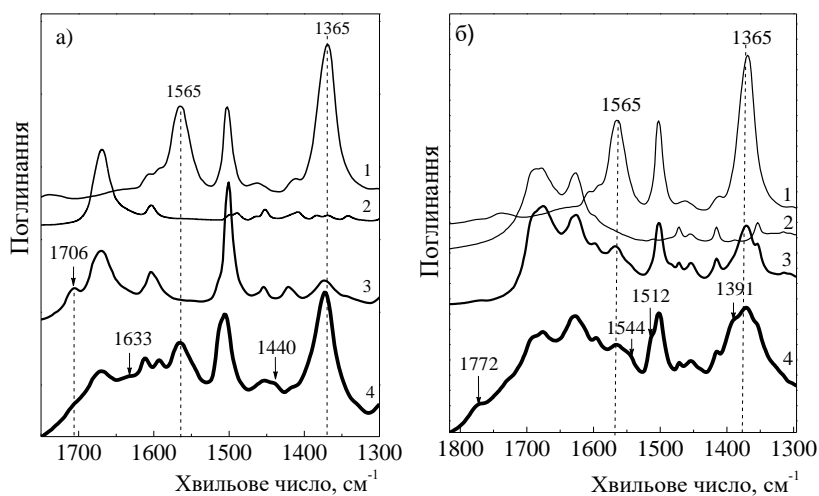 а)
1365
1565
1
2
1706
3
1633
1440
4
Поглинання
1700 1600 1500 1400 1300
Хвильове число, см⁻¹
б)
1365
1565
1
2
3
1391
1512
1544
1772
4
Поглинання
1800 1700 1600 1500 1400 1300
Хвильове число, см⁻¹